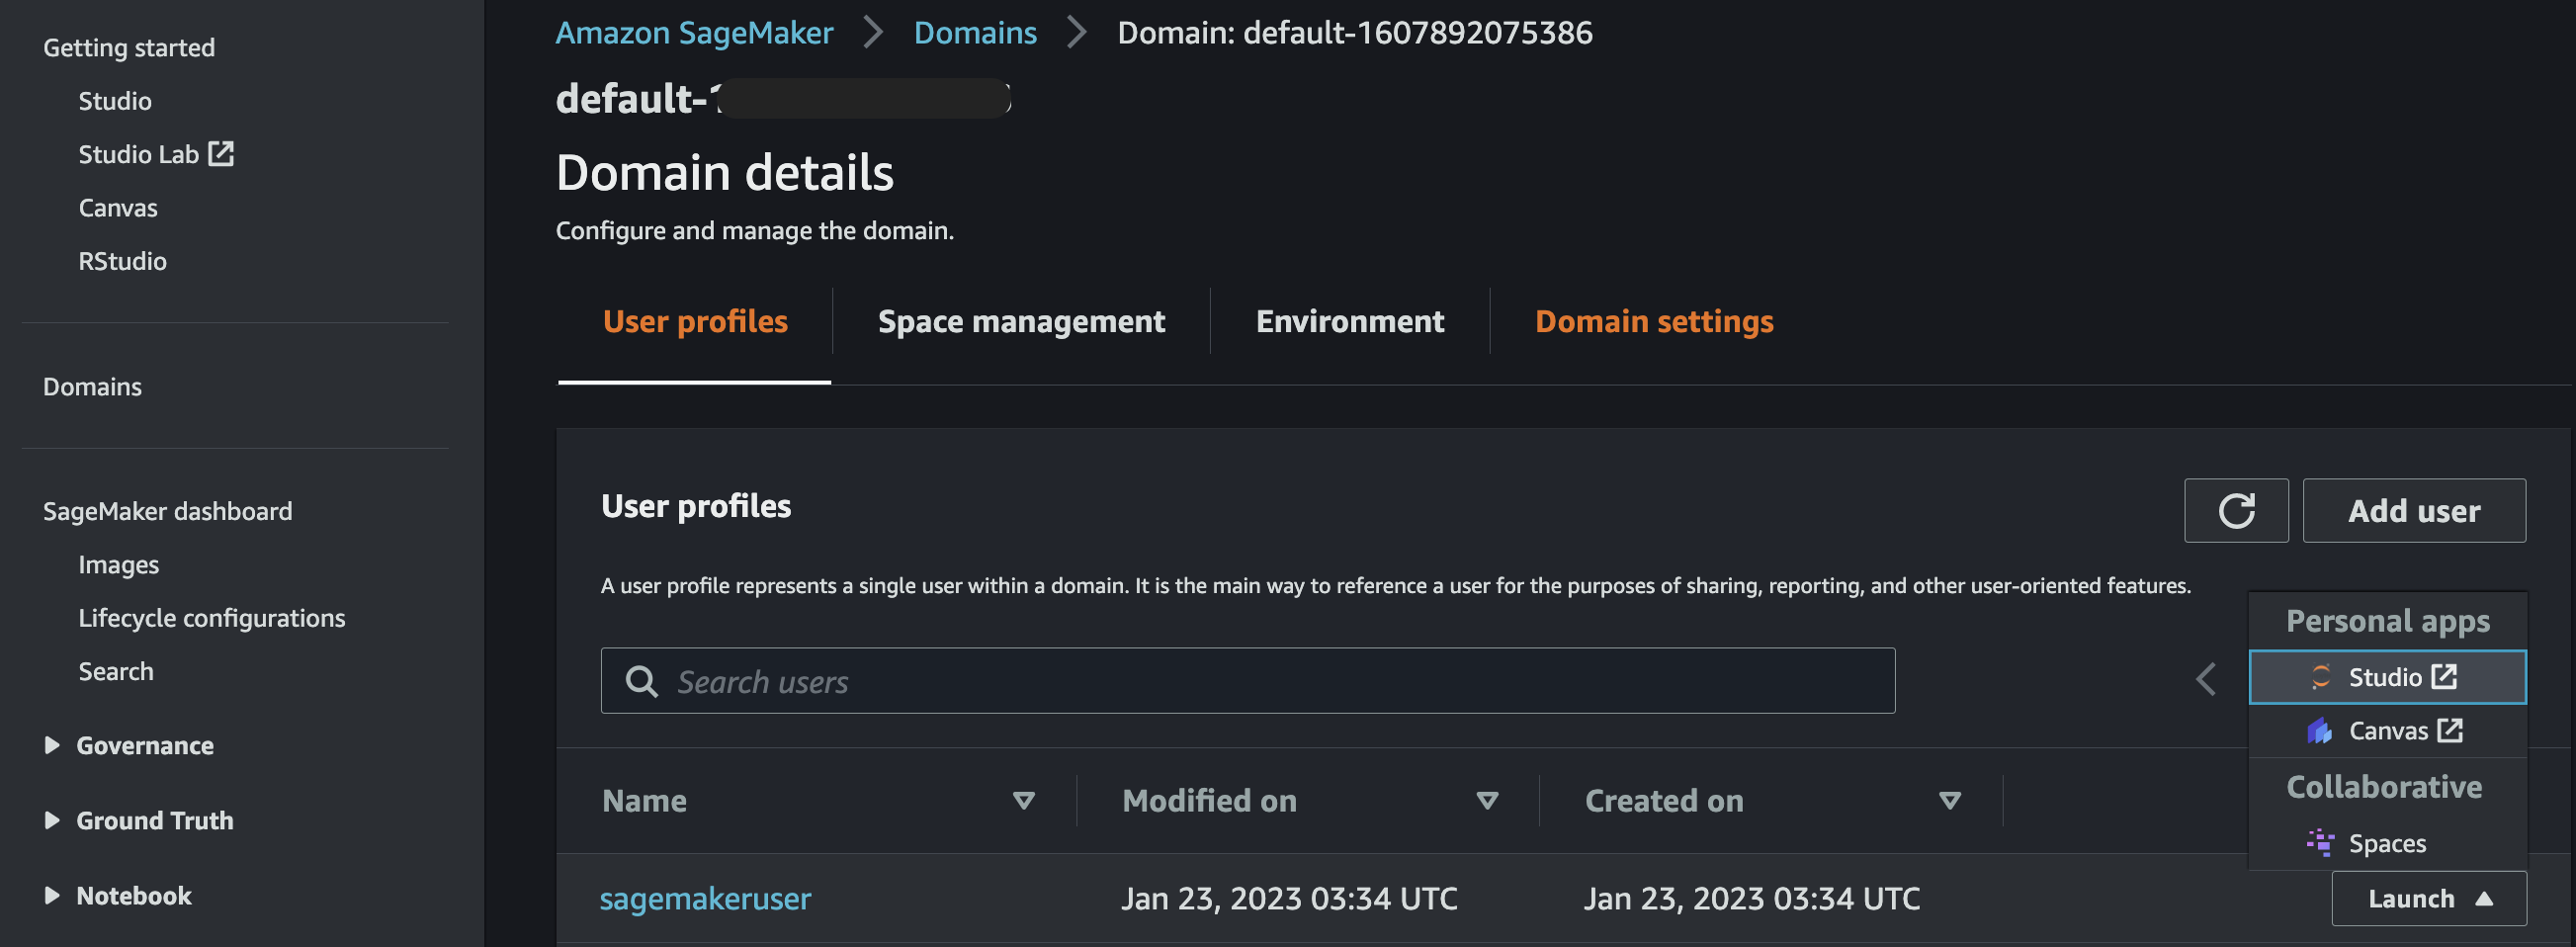 Getting started
Studio
Studio Lab
Canvas
RStudio
Domains
SageMaker dashboard
Images
Lifecycle configurations
Search
Governance
Ground Truth
Notebook
Amazon SageMaker > Domains > Domain: default-1607892075386
default-1
Domain details
Configure and manage the domain.
User profiles
Space management
Environment
Domain settings
User profiles
Add user
A user profile represents a single user within a domain. It is the main way to reference a user for the purposes of sharing, reporting, and other user-oriented features.
Search users
Personal apps
Studio
Canvas
Collaborative
Spaces
Name Modified on Created on
sagemakeruser Jan 23, 2023 03:34 UTC Jan 23, 2023 03:34 UTC Launch